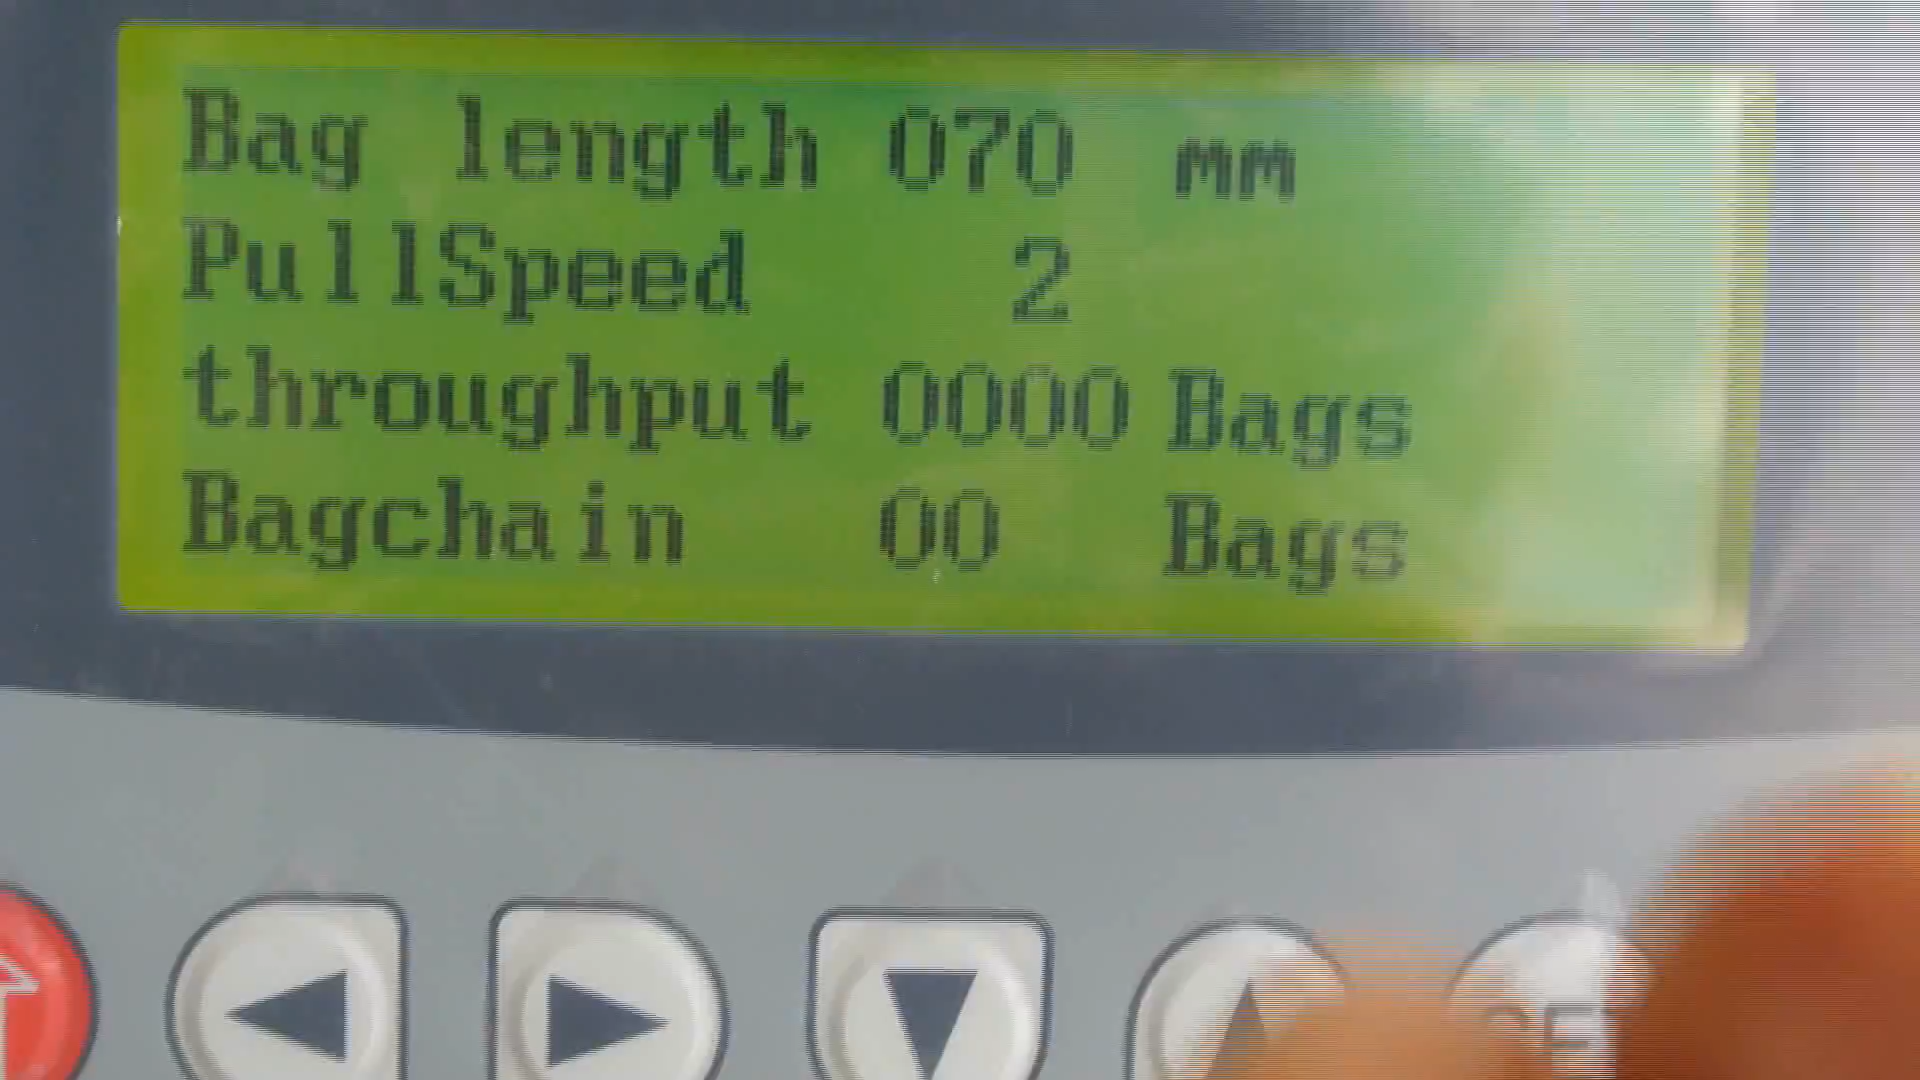 Bag length 070 mm
PullSpeed 2
throughput 0000 Bags
Bagchain 00 Bags